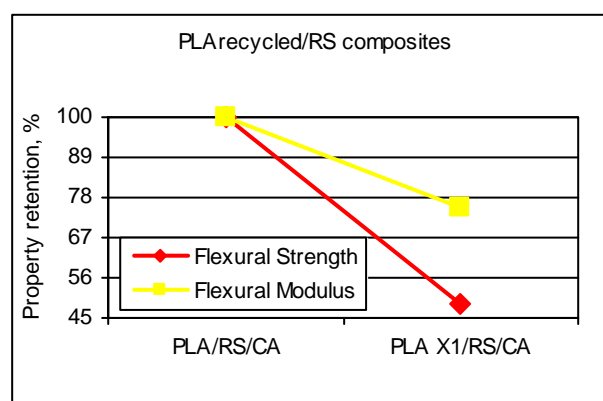 PLA recycled/RS composites
Property retention, %
100
89
78
67
56
45
Flexural Strength
Flexural Modulus
PLA/RS/CA
PLA X1/RS/CA